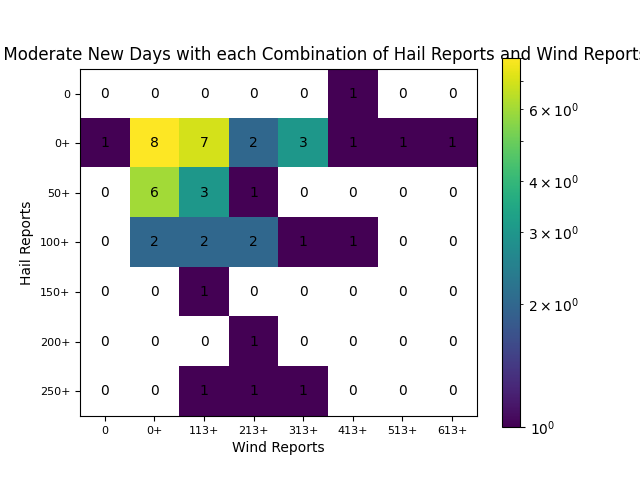 Moderate New Days with each Combination of Hail Reports and Wind Reports
0 0 0 0 0 0 1 0 0
0+ 1 8 7 2 3 1 1 1
50+ 0 6 3 1 0 0 0 0
100+ 0 2 2 2 1 1 0 0
150+ 0 0 1 0 0 0 0 0
200+ 0 0 0 1 0 0 0 0
250+ 0 0 1 1 1 0 0 0
0 0+ 113+ 213+ 313+ 413+ 513+ 613+
Wind Reports
Hail Reports
6 × 10⁰
4 × 10⁰
3 × 10⁰
2 × 10⁰
10⁰